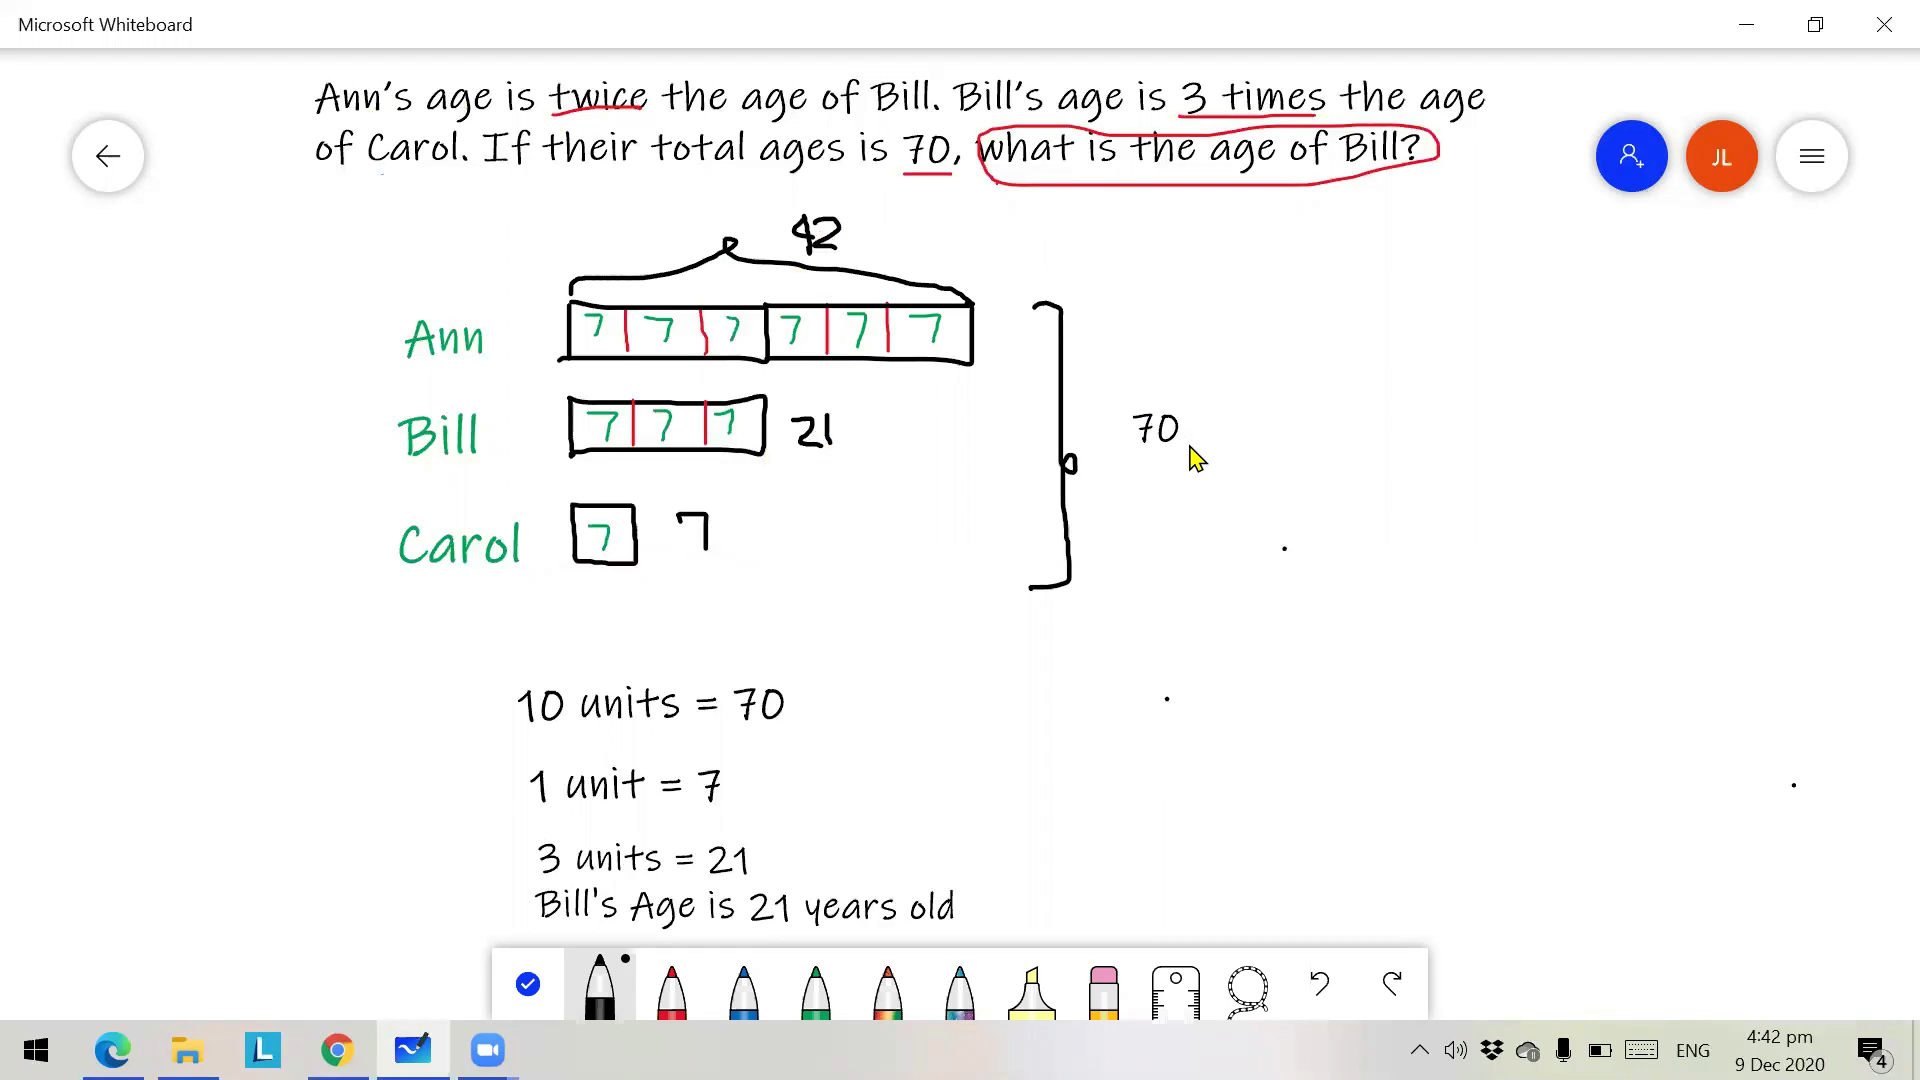 Microsoft Whiteboard
Ann's age is twice the age of Bill. Bill's age is 3 times the age
of Carol. If their total ages is 70, what is the age of Bill?
JL
42
Ann 7 7 7 7 7 7
Bill 7 7 7 21
70
Carol 7 7
10 units = 70
1 unit = 7
3 units = 21
Bill's Age is 21 years old
L
ENG
4:42 pm
9 Dec 2020
4